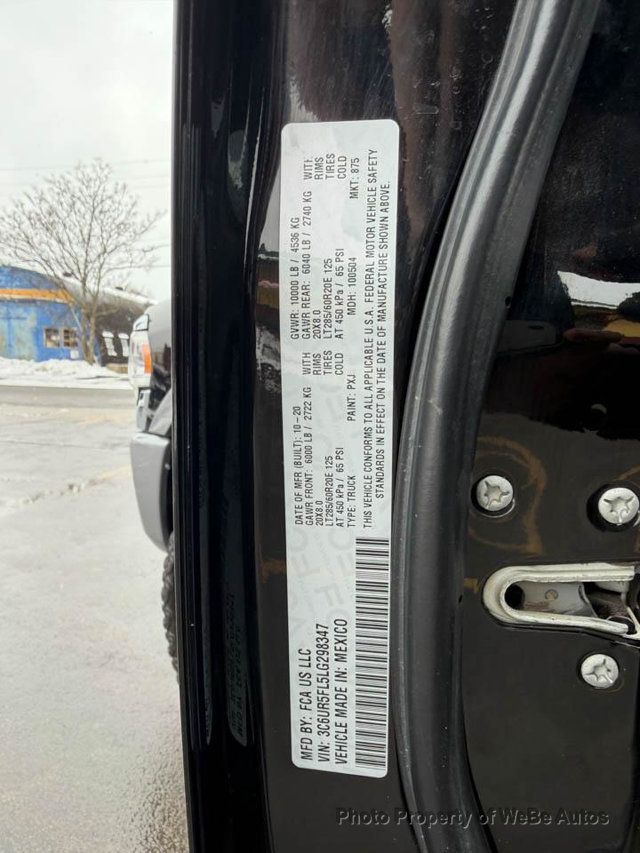 MFD BY: FCA US LLC
VIN: 3C6UR5FL5LG298347
VEHICLE MADE IN: MEXICO
DATE OF MFR (BUILT): 10-20 GVWR: 10000 LB / 4536 KG
GAWR FRONT: 6000 LB / 2722 KG WITH GAWR REAR: 6040 LB / 2740 KG WITH
20X8.0 RIMS 20X8.0 RIMS
LT285/60R20E 125 TIRES LT285/60R20E 125 TIRES
AT 450 kPa / 65 PSI COLD AT 450 kPa / 65 PSI COLD
TYPE: TRUCK PAINT: PXJ MDH: 100504 MKT: 875
THIS VEHICLE CONFORMS TO ALL APPLICABLE U.S.A. FEDERAL MOTOR VEHICLE SAFETY
STANDARDS IN EFFECT ON THE DATE OF MANUFACTURE SHOWN ABOVE.
Photo Property of WeBe Autos